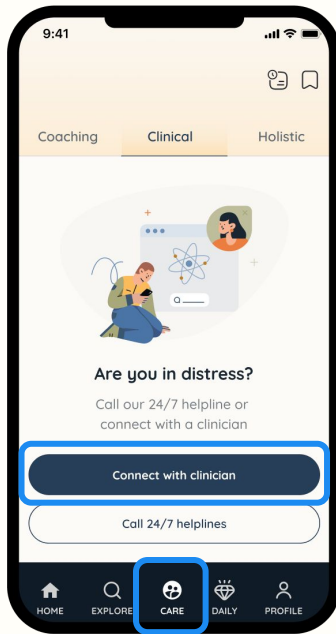 9:41
Coaching Clinical Holistic
Are you in distress?
Call our 24/7 helpline or
connect with a clinician
Connect with clinician
Call 24/7 helplines
HOME EXPLORE CARE DAILY PROFILE